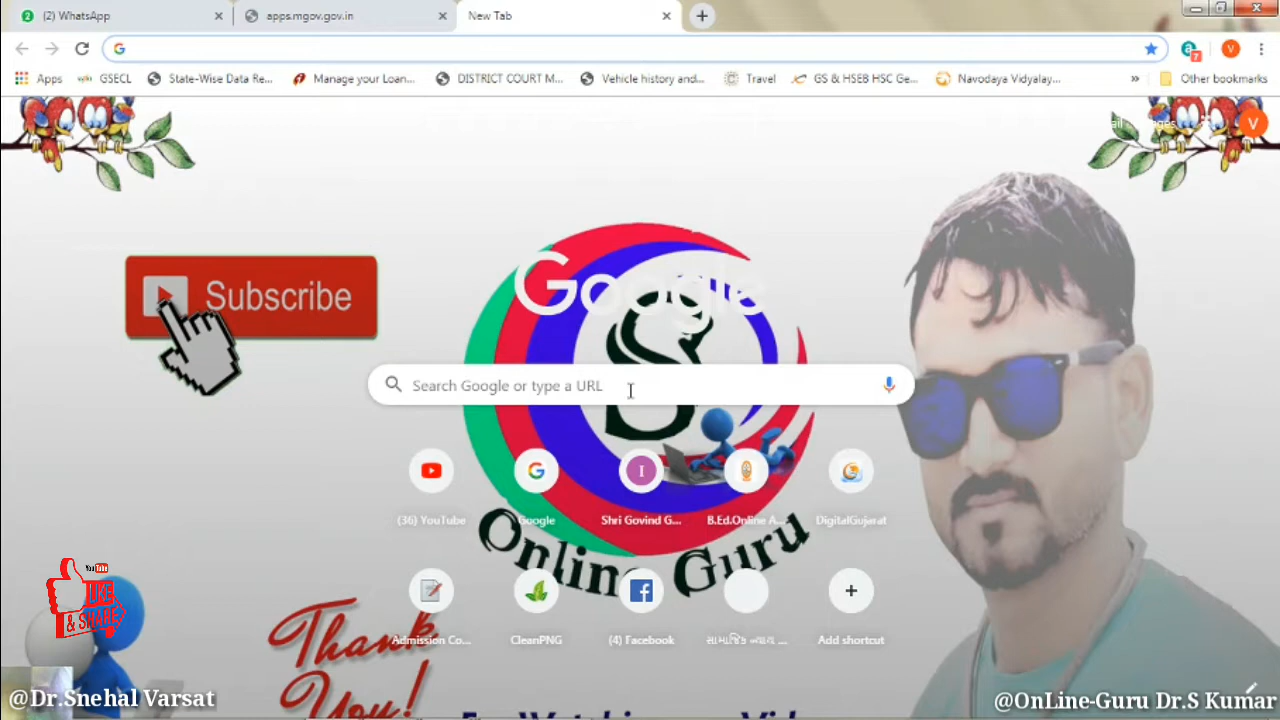 (2) WhatsApp
apps.mgov.gov.in
New Tab
Apps
GSECL
State-Wise Data Re...
Manage your Loan...
DISTRICT COURT M...
Vehicle history and...
Travel
GS & HSEB HSC Ge...
Navodaya Vidyalay...
»
Other bookmarks
V
Subscribe
Google
Search Google or type a URL
(36) YouTube
Google
Shri Govind G...
B.Ed.Online A...
DigitalGujarat
Online Guru
Admission Co...
CleanPNG
(4) Facebook
સામાજિક ન્યાય ...
Add shortcut
YouTube
LIKE
& SHARE
Thank
You!
@Dr.Snehal Varsat
@OnLine-Guru Dr.S Kumar